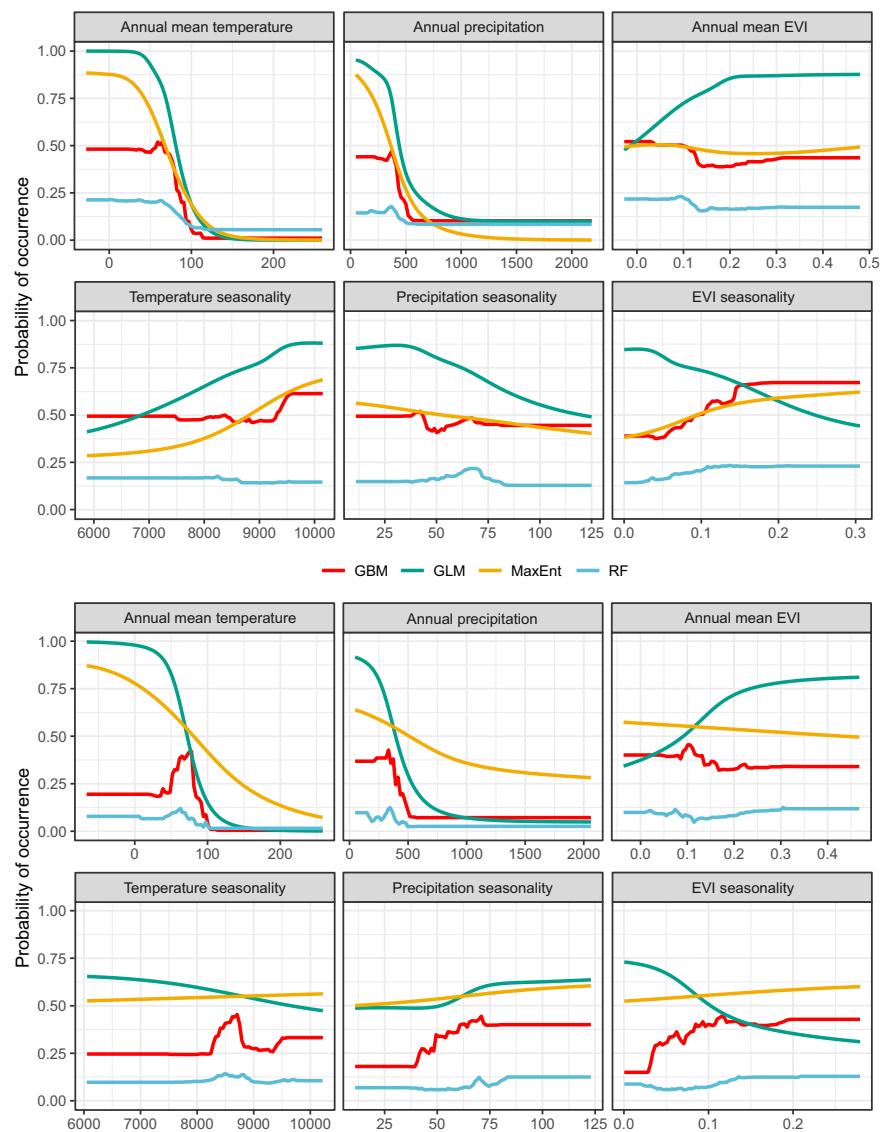 Annual mean temperature
Annual precipitation
Annual mean EVI
1.00
0.75
0.50
0.25
0.00
0 100 200
0 500 1000 1500 2000
0.0 0.1 0.2 0.3 0.4 0.5
Probability of occurrence
Temperature seasonality
Precipitation seasonality
EVI seasonality
1.00
0.75
0.50
0.25
0.00
6000 7000 8000 9000 10000
25 50 75 100 125
0.0 0.1 0.2 0.3
GBM GLM MaxEnt RF
Annual mean temperature
Annual precipitation
Annual mean EVI
1.00
0.75
0.50
0.25
0.00
0 100 200
0 500 1000 1500 2000
0.0 0.1 0.2 0.3 0.4
Probability of occurrence
Temperature seasonality
Precipitation seasonality
EVI seasonality
1.00
0.75
0.50
0.25
0.00
6000 7000 8000 9000 10000
25 50 75 100 125
0.0 0.1 0.2